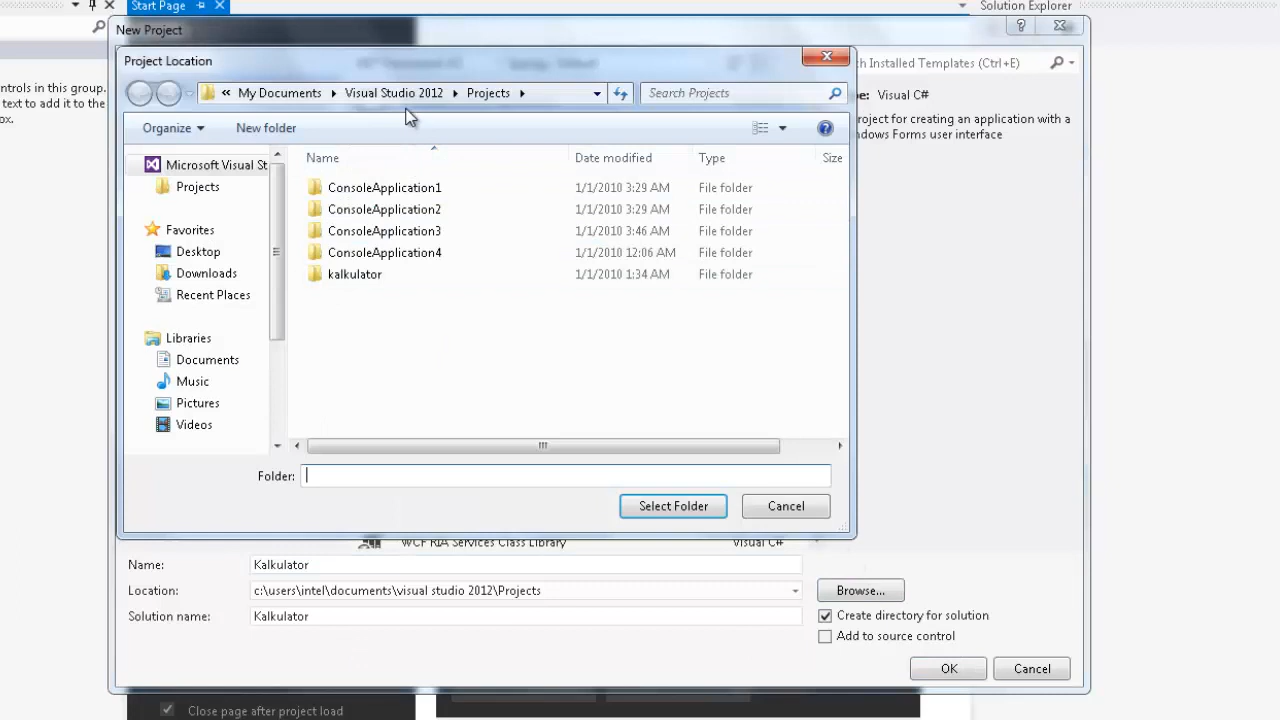 Start Page
Solution Explorer
New Project
ontrols in this group.
text to add it to the
ox.
Project Location
My Documents
Visual Studio 2012
Projects
Search Projects
Organize
New folder
Name
Date modified
Type
Size
Microsoft Visual St
Projects
Favorites
Desktop
Downloads
Recent Places
Libraries
Documents
Music
Pictures
Videos
ConsoleApplication1 1/1/2010 3:29 AM File folder
ConsoleApplication2 1/1/2010 3:29 AM File folder
ConsoleApplication3 1/1/2010 3:46 AM File folder
ConsoleApplication4 1/1/2010 12:06 AM File folder
kalkulator 1/1/2010 1:34 AM File folder
Folder:
Select Folder
Cancel
Installed Templates (Ctrl+E)
Visual C#
roject for creating an application with a
ndows Forms user interface
WCF RIA Services Class Library
Visual C#
Name: Kalkulator
Location: c:\users\intel\documents\visual studio 2012\Projects
Browse...
Solution name: Kalkulator
Create directory for solution
Add to source control
OK
Cancel
Close page after project load